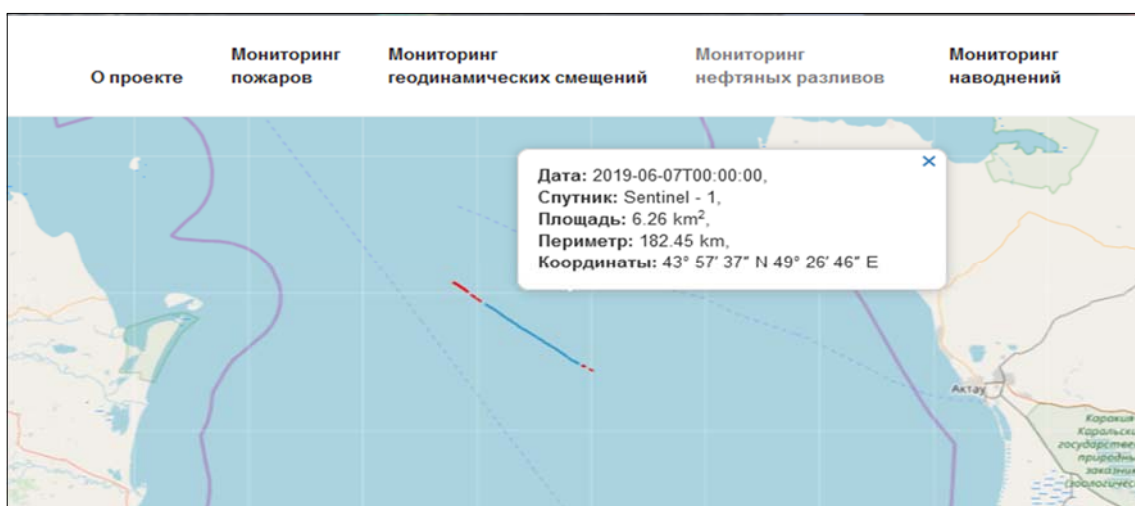 О проекте
Мониторинг
пожаров
Мониторинг
геодинамических смещений
Мониторинг
нефтяных разливов
Мониторинг
наводнений
Дата: 2019-06-07T00:00:00,
Спутник: Sentinel - 1,
Площадь: 6.26 km²,
Периметр: 182.45 km,
Координаты: 43° 57′ 37″ N 49° 26′ 46″ E
Актау